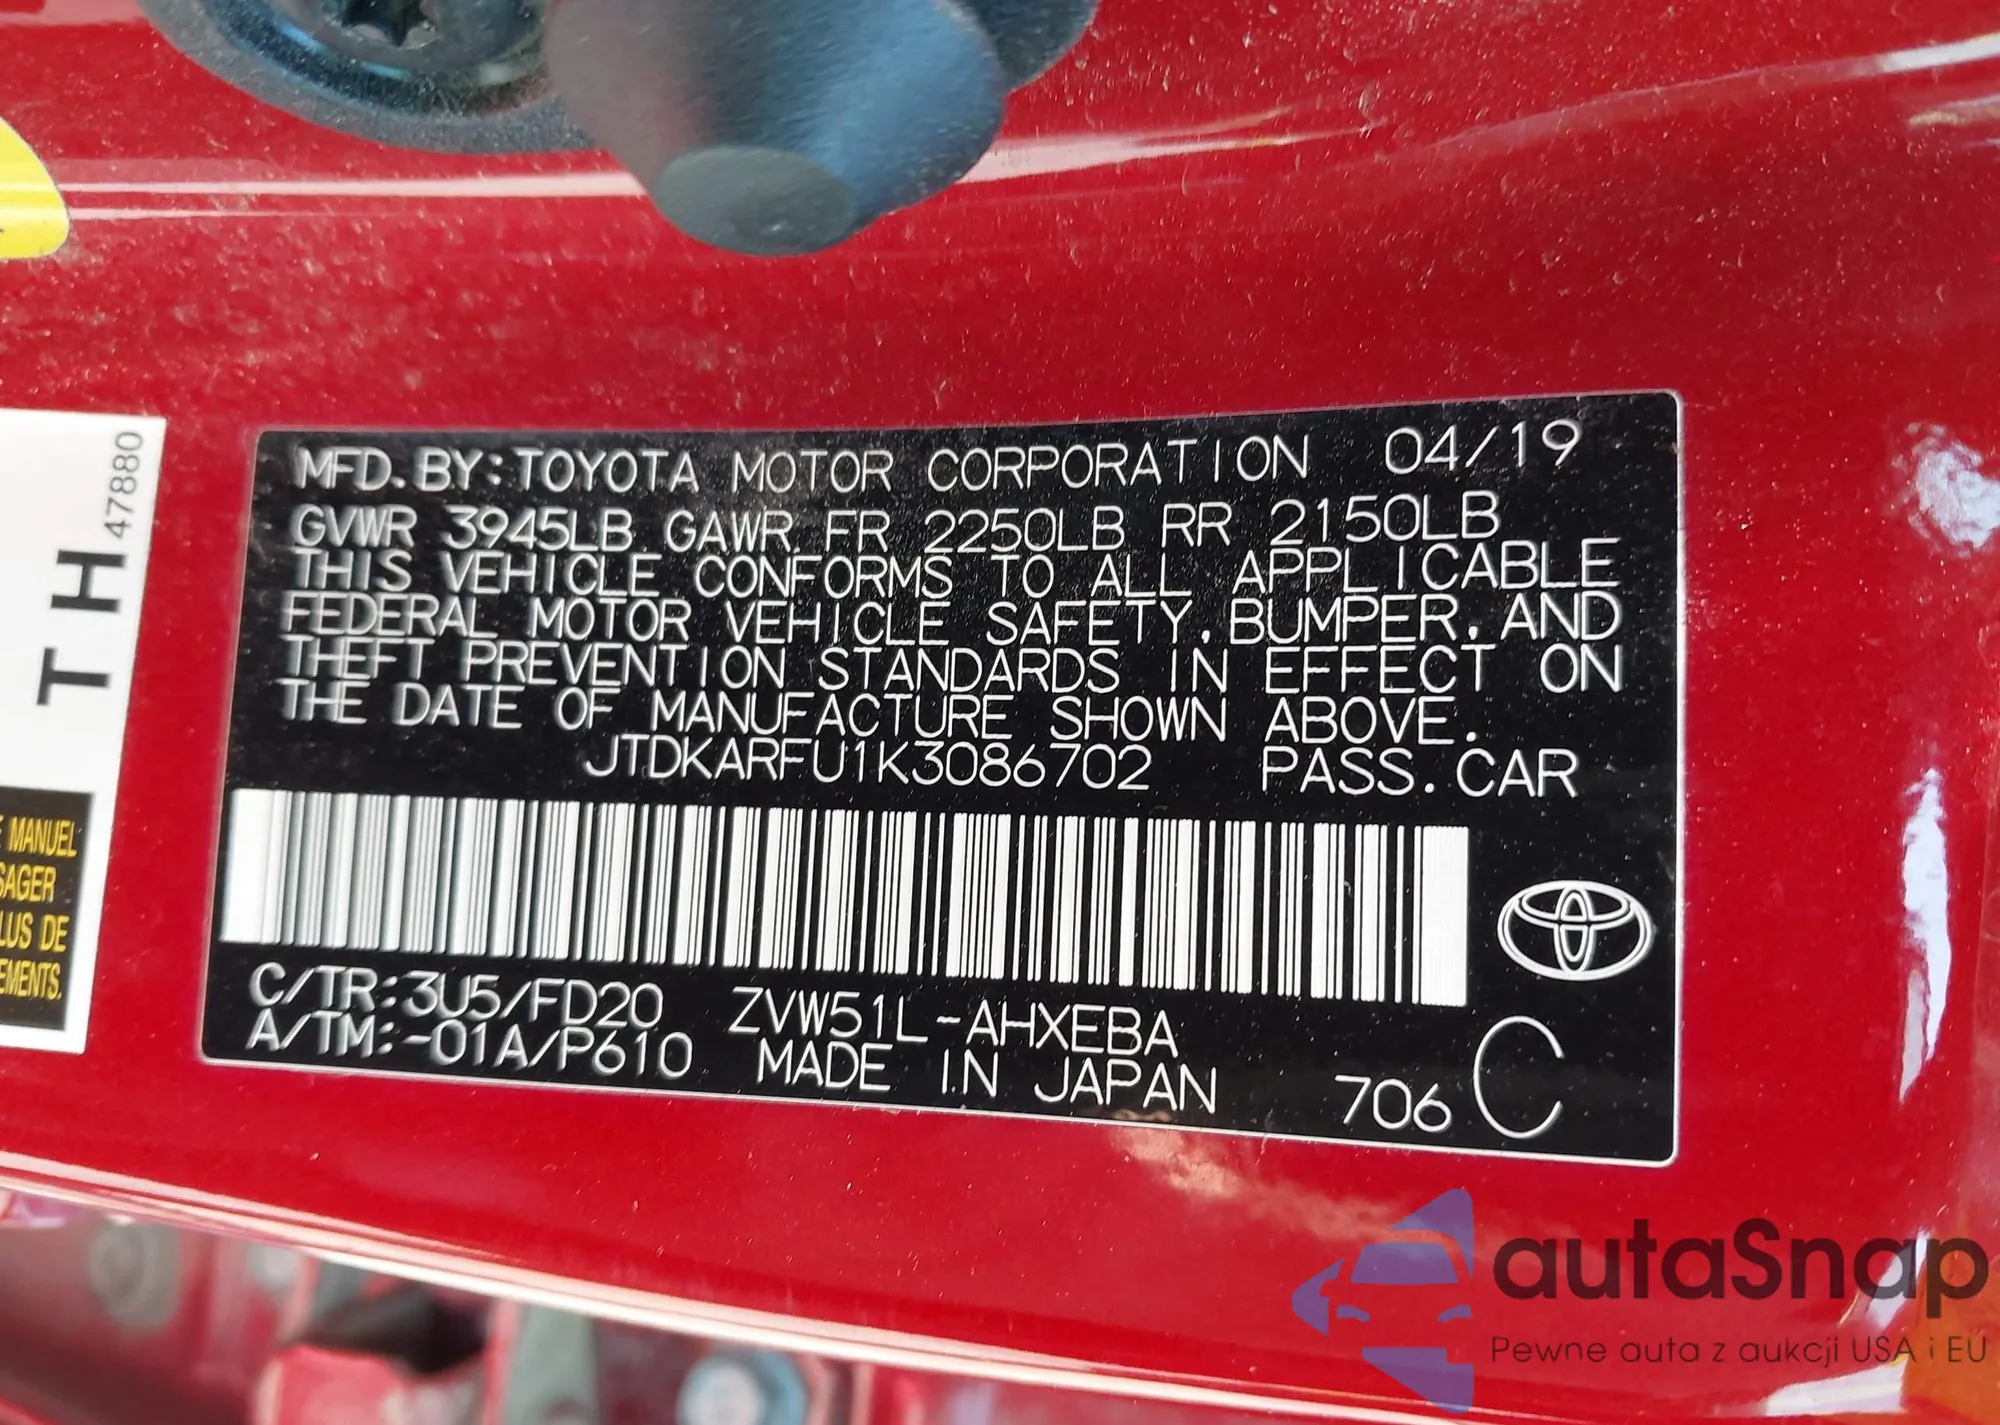 MFD. BY: TOYOTA MOTOR CORPORATION 04/19
GVWR 3945LB GAWR FR 2250LB RR 2150LB
THIS VEHICLE CONFORMS TO ALL APPLICABLE
FEDERAL MOTOR VEHICLE SAFETY, BUMPER, AND
THEFT PREVENTION STANDARDS IN EFFECT ON
THE DATE OF MANUFACTURE SHOWN ABOVE.
JTDKARFU1K3086702 PASS. CAR
C/TR: 3U5/FD20 ZVW51L-AHXEBA
A/TM: -01A/P610 MADE IN JAPAN 706 C
TH 47880
MANUEL
LUS DE
autaSnap
Pewne auta z aukcji USA i EU